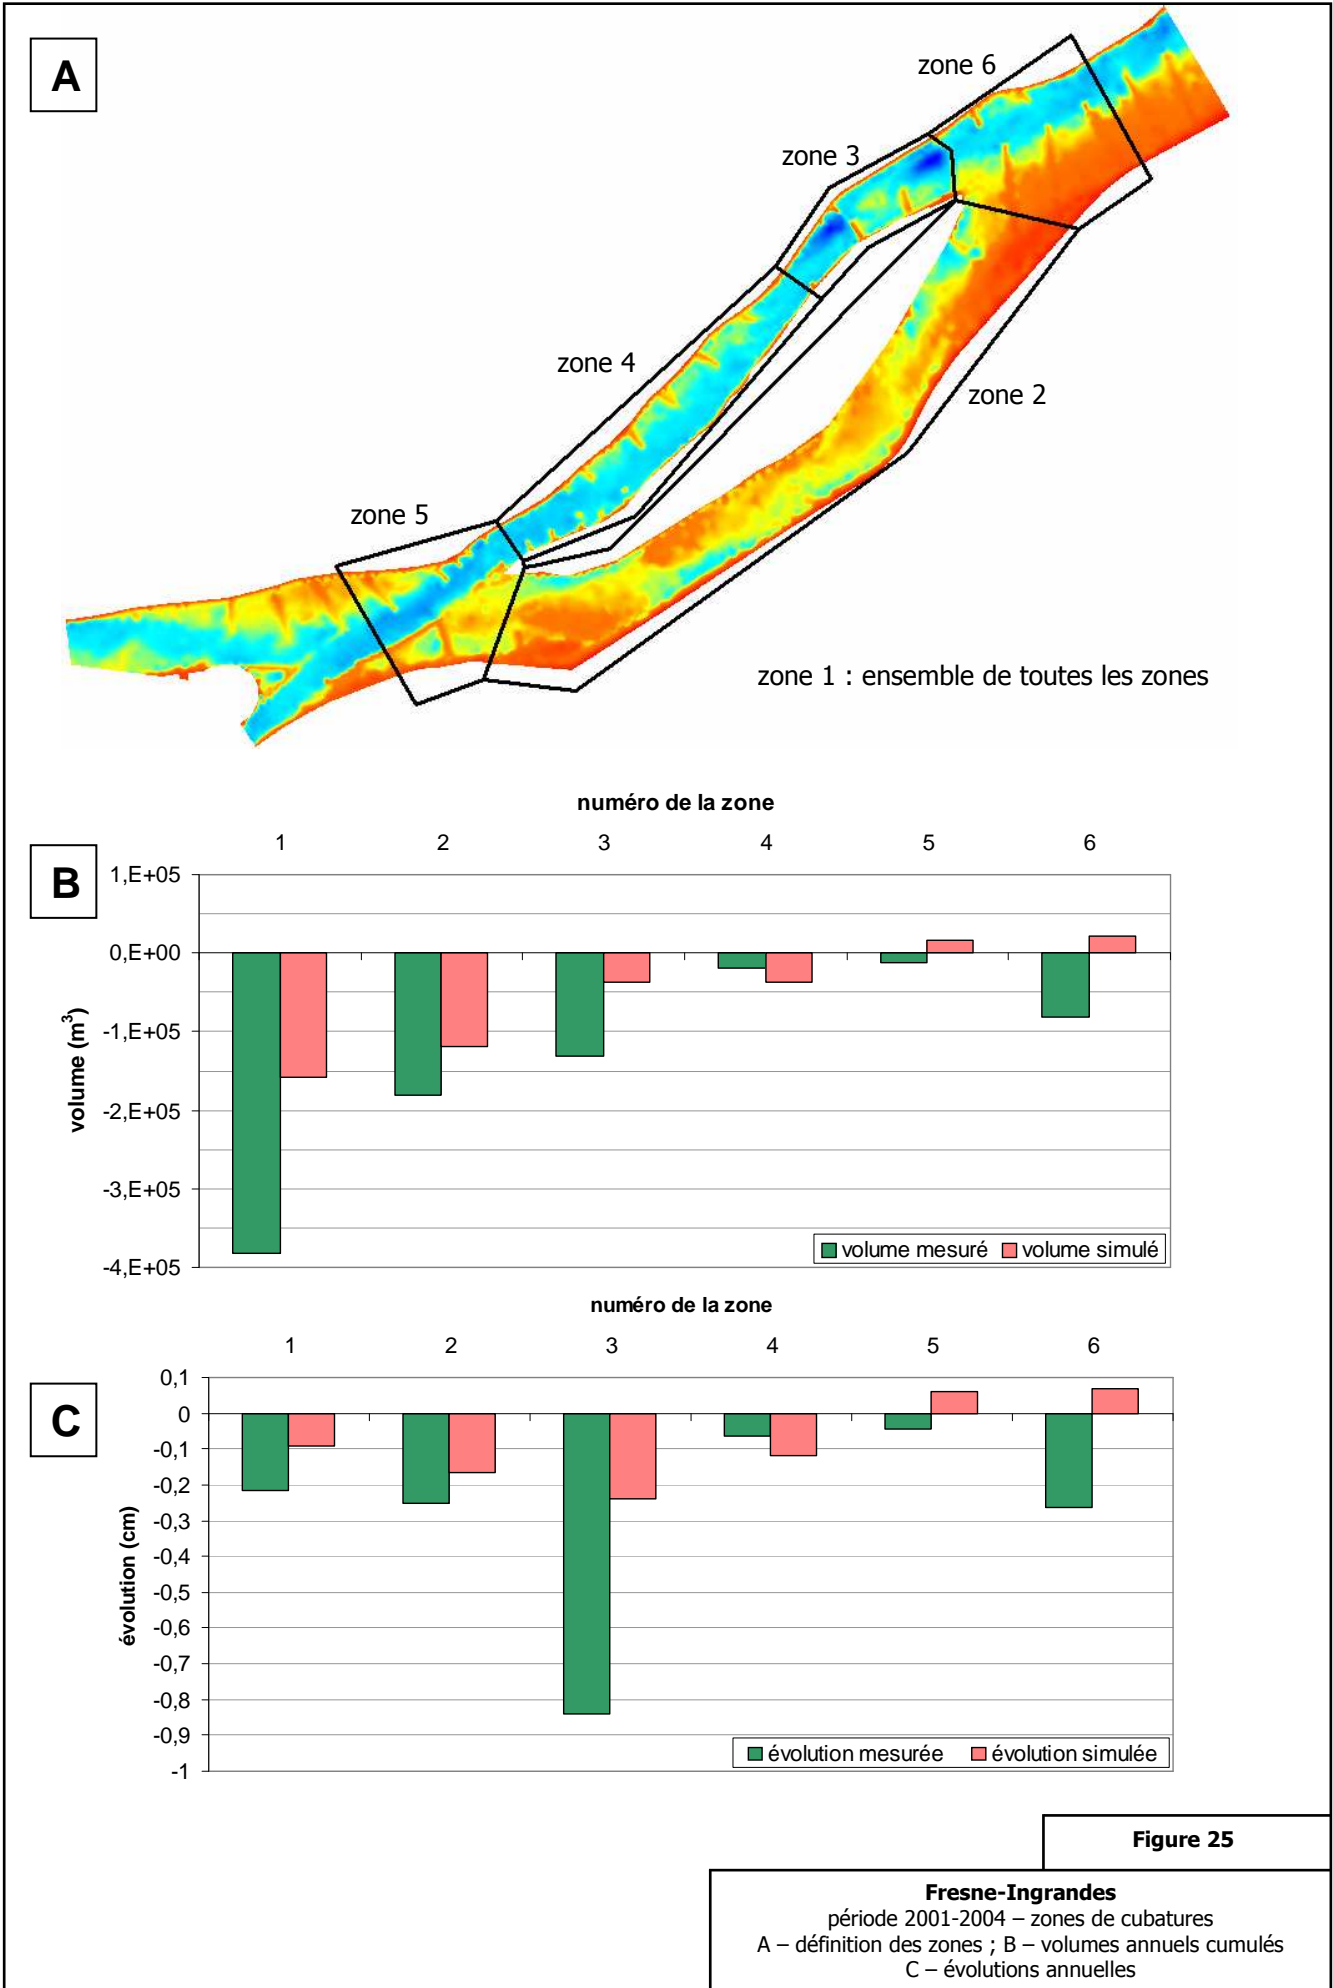 A
zone 6
zone 3
zone 4
zone 2
zone 5
zone 1 : ensemble de toutes les zones
numéro de la zone
1 2 3 4 5 6
B
1,E+05
0,E+00
-1,E+05
-2,E+05
-3,E+05
-4,E+05
volume (m³)
volume mesuré volume simulé
numéro de la zone
1 2 3 4 5 6
C
0,1
0
-0,1
-0,2
-0,3
-0,4
-0,5
-0,6
-0,7
-0,8
-0,9
-1
évolution (cm)
évolution mesurée évolution simulée
Figure 25
Fresne-Ingrandes
période 2001-2004 – zones de cubatures
A – définition des zones ; B – volumes annuels cumulés
C – évolutions annuelles